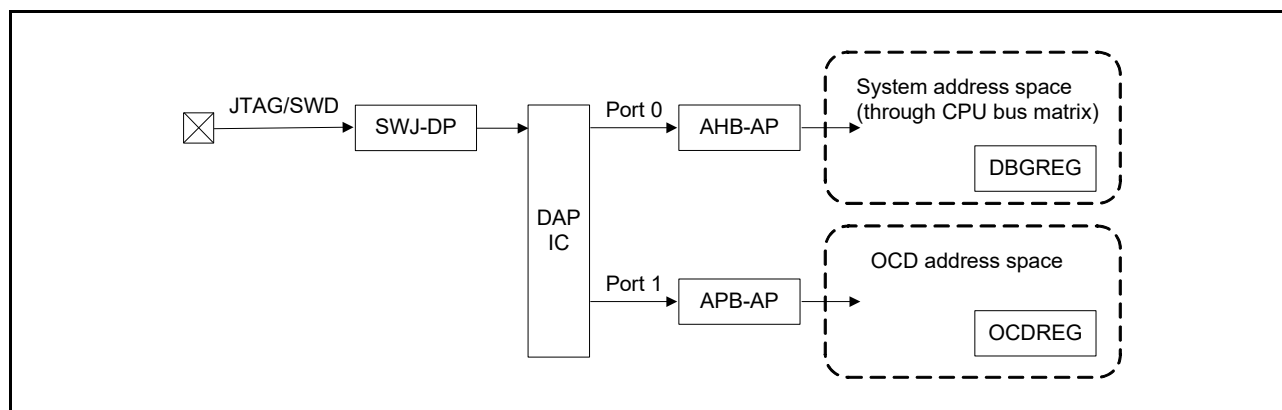 JTAG/SWD
SWJ-DP
DAP
IC
Port 0
AHB-AP
System address space
(through CPU bus matrix)
DBGREG
Port 1
APB-AP
OCD address space
OCDREG